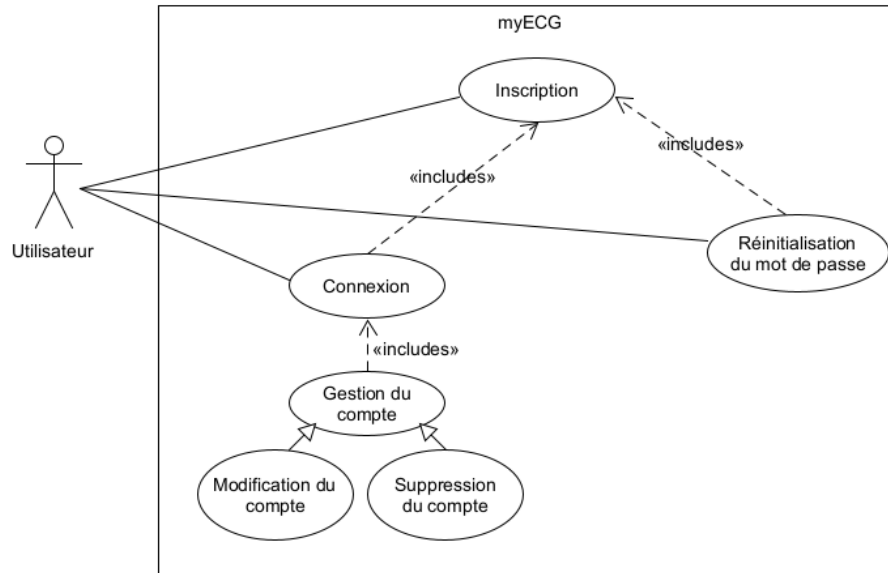 myECG
Inscription
«includes»
«includes»
Utilisateur
Réinitialisation
du mot de passe
Connexion
«includes»
Gestion du
compte
Modification du
compte
Suppression
du compte